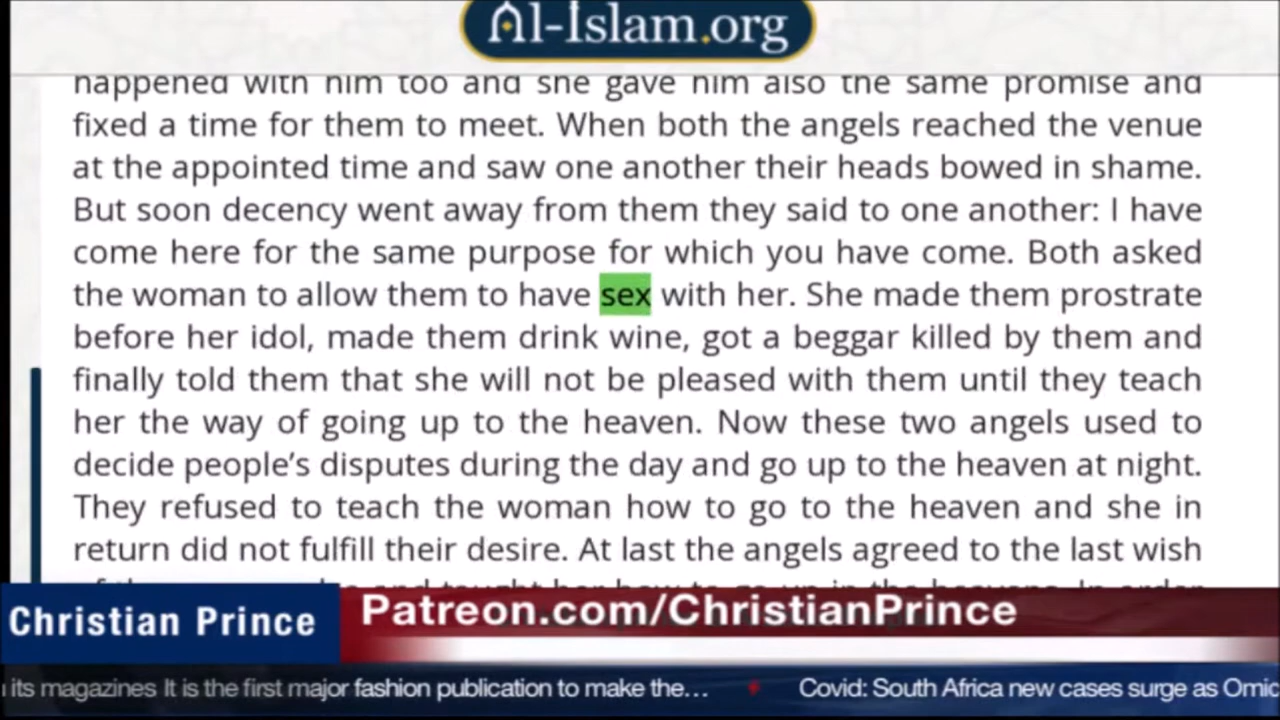 Al-Islam.org
happened with him too and she gave him also the same promise and
fixed a time for them to meet. When both the angels reached the venue
at the appointed time and saw one another their heads bowed in shame.
But soon decency went away from them they said to one another: I have
come here for the same purpose for which you have come. Both asked
the woman to allow them to have sex with her. She made them prostrate
before her idol, made them drink wine, got a beggar killed by them and
finally told them that she will not be pleased with them until they teach
her the way of going up to the heaven. Now these two angels used to
decide people's disputes during the day and go up to the heaven at night.
They refused to teach the woman how to go to the heaven and she in
return did not fulfill their desire. At last the angels agreed to the last wish
Christian Prince
Patreon.com/ChristianPrince
its magazines It is the first major fashion publication to make the... Covid: South Africa new cases surge as Omic